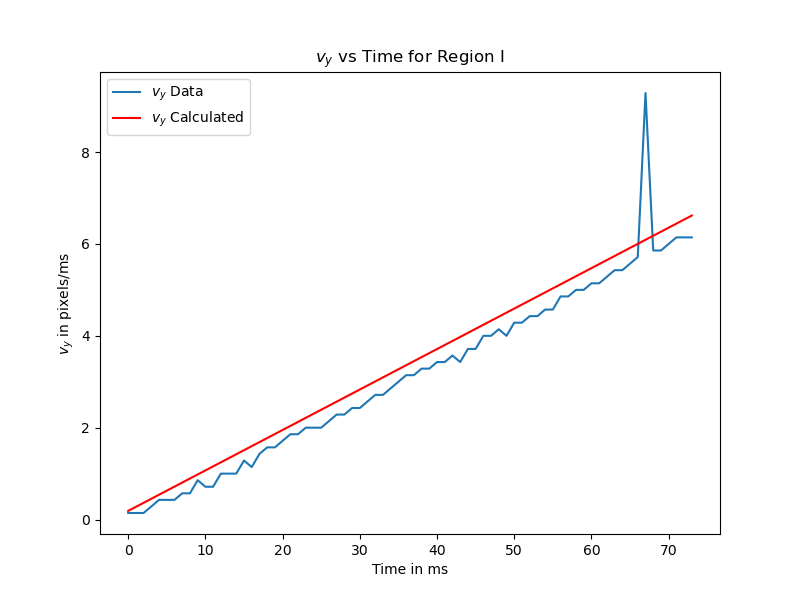 v_y vs Time for Region I
v_y Data
v_y Calculated
8
6
4
2
0
v_y in pixels/ms
0 10 20 30 40 50 60 70
Time in ms